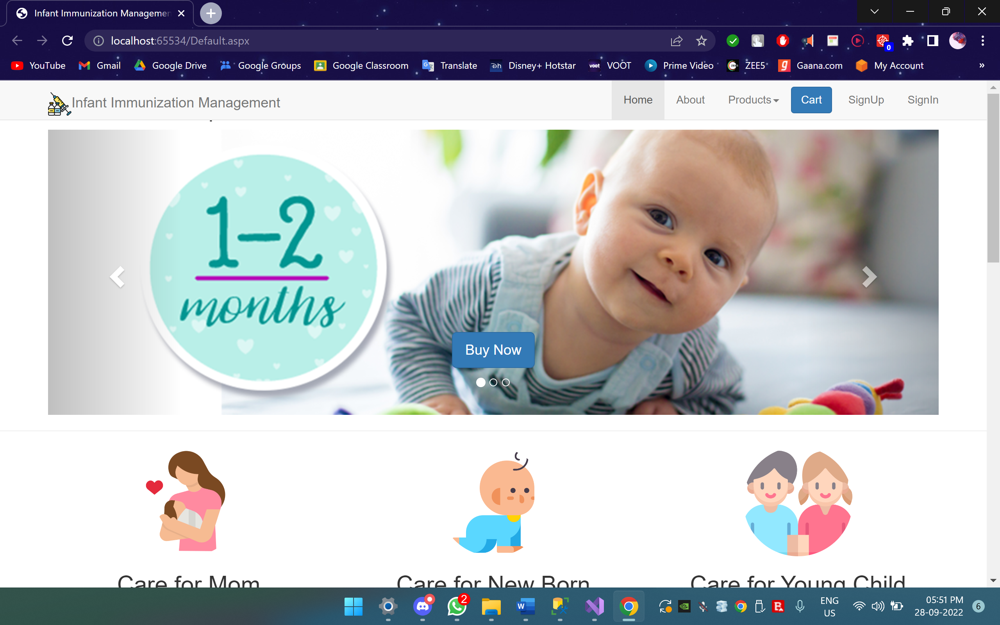 Infant Immunization Managemen
localhost:65534/Default.aspx
0
YouTube Gmail Google Drive Google Groups Google Classroom Translate Disney+ Hotstar voot VOOT Prime Video ZEE5 Gaana.com My Account »
Infant Immunization Management
Home About Products Cart SignUp SignIn
1-2
months
Buy Now
Care for Mom Care for New Born Care for Young Child
2
ENG
US
05:51 PM
28-09-2022
6